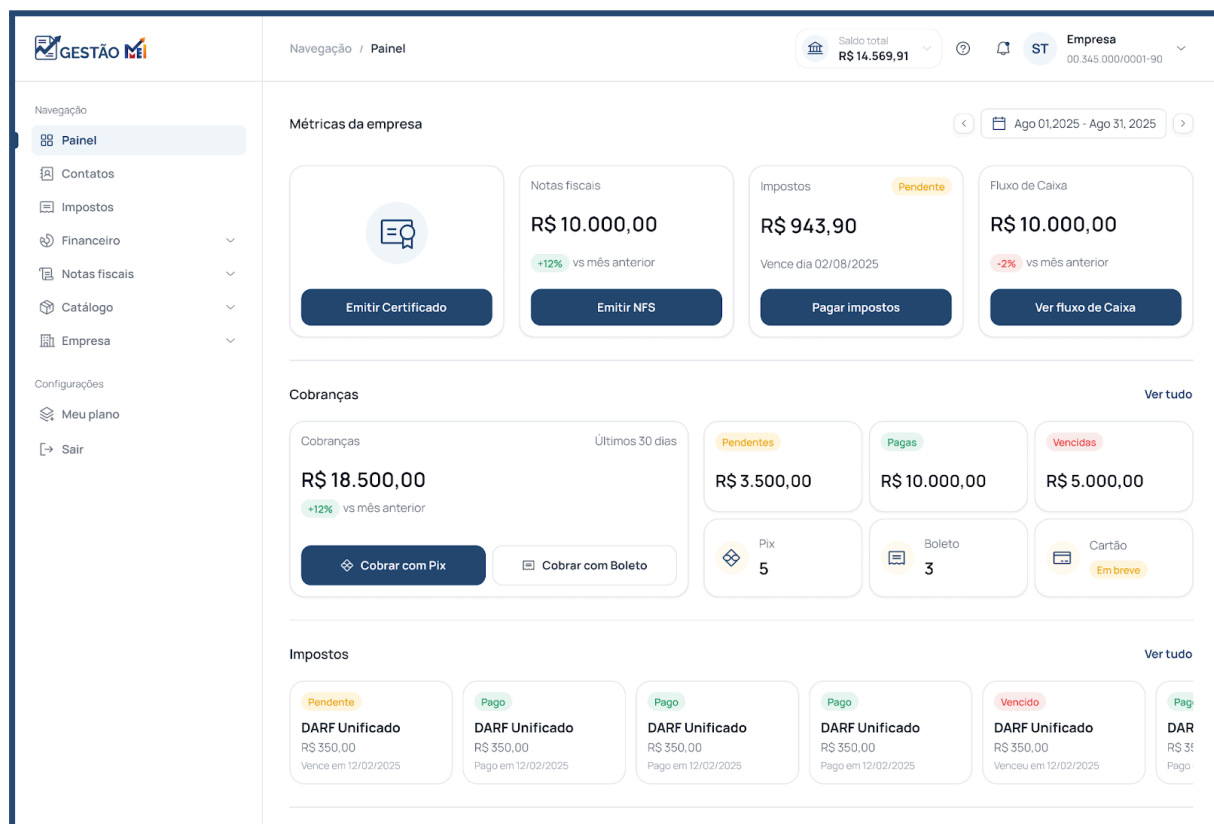 GESTÃO MEI
Navegação / Painel
Saldo total
R$ 14.569,91
ST
Empresa
00.345.000/0001-90
Navegação
Painel
Contatos
Impostos
Financeiro
Notas fiscais
Catálogo
Empresa
Configurações
Meu plano
Sair
Métricas da empresa
Ago 01,2025 - Ago 31, 2025
Emitir Certificado
Notas fiscais
R$ 10.000,00
+12% vs mês anterior
Emitir NFS
Impostos
Pendente
R$ 943,90
Vence dia 02/08/2025
Pagar impostos
Fluxo de Caixa
R$ 10.000,00
-2% vs mês anterior
Ver fluxo de Caixa
Cobranças
Ver tudo
Cobranças
Últimos 30 dias
R$ 18.500,00
+12% vs mês anterior
Cobrar com Pix
Cobrar com Boleto
Pendentes
R$ 3.500,00
Pagas
R$ 10.000,00
Vencidas
R$ 5.000,00
Pix
5
Boleto
3
Cartão
Em breve
Impostos
Ver tudo
Pendente
DARF Unificado
R$ 350,00
Vence em 12/02/2025
Pago
DARF Unificado
R$ 350,00
Pago em 12/02/2025
Pago
DARF Unificado
R$ 350,00
Pago em 12/02/2025
Pago
DARF Unificado
R$ 350,00
Pago em 12/02/2025
Vencido
DARF Unificado
R$ 350,00
Venceu em 12/02/2025
Pag
DAR
R$ 35
Pago